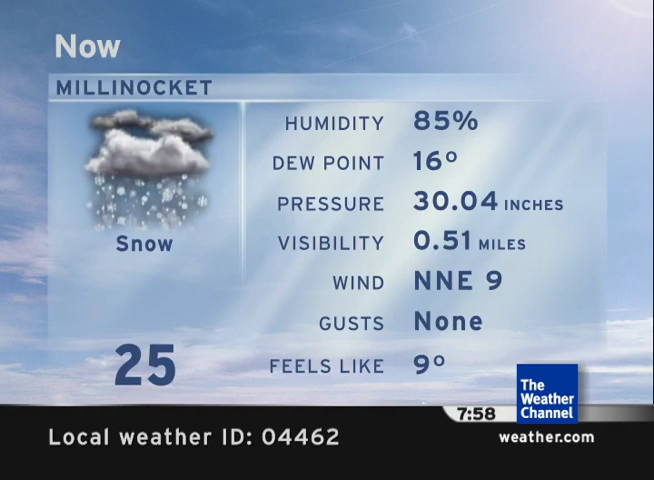 Now
MILLINOCKET
Snow
25
HUMIDITY 85%
DEW POINT 16°
PRESSURE 30.04 INCHES
VISIBILITY 0.51 MILES
WIND NNE 9
GUSTS None
FEELS LIKE 9°
The
Weather
Channel
7:58
Local weather ID: 04462
weather.com